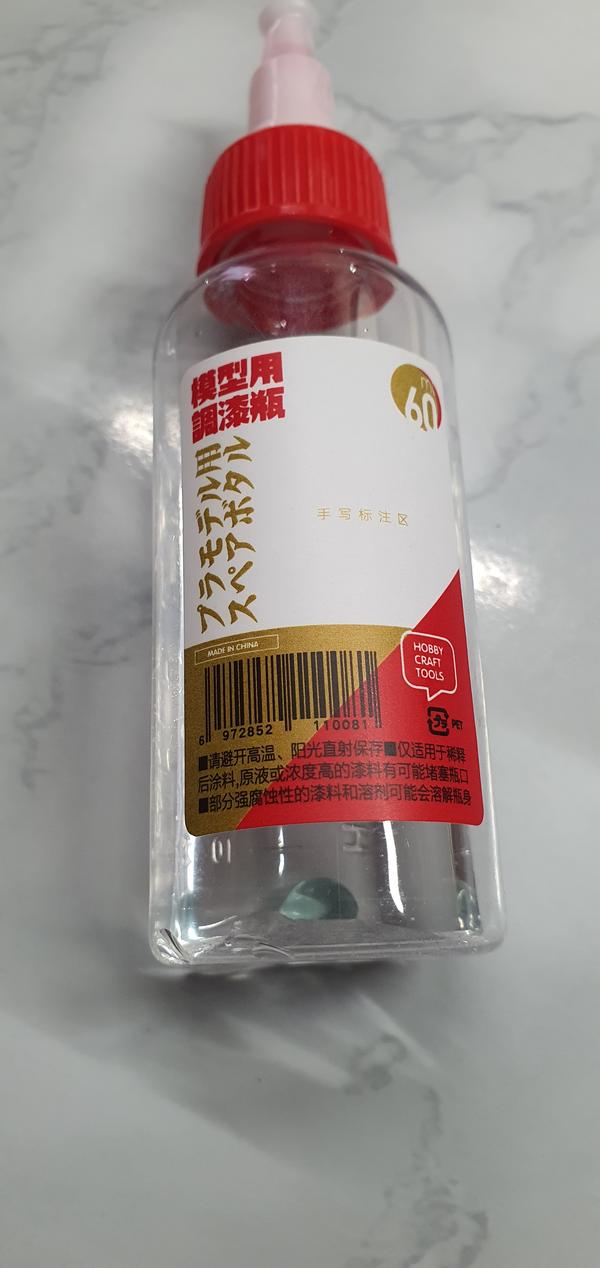 模型用
調漆瓶
60
ml
プラモデル用
スペアボタル
手写标注区
MADE IN CHINA
HOBBY
CRAFT
TOOLS
6 972852 110081
PET
■请避开高温、阳光直射保存■仅适用于稀释
后涂料,原液或浓度高的漆料有可能堵塞瓶口
■部分强腐蚀性的漆料和溶剂可能会溶解瓶身